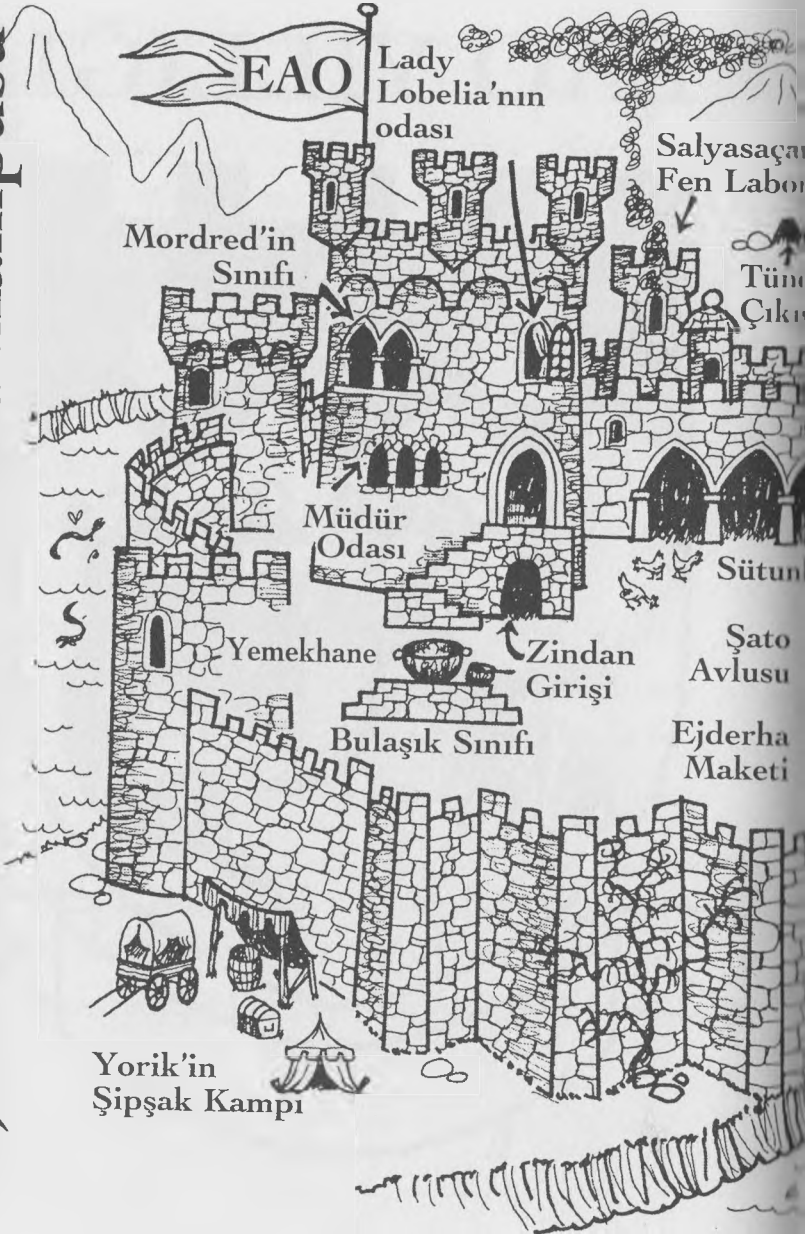 EAO
Lady
Lobelia'nın
odası
Fen
Mordred'in
Sınıfı
Müdür
Odası
Yemekhane
Zindan
Girişi
Bulaşık Sınıfı
Şato
Avlusu
Ejderha
Maketi
Yorik'in
Şipşak Kampı